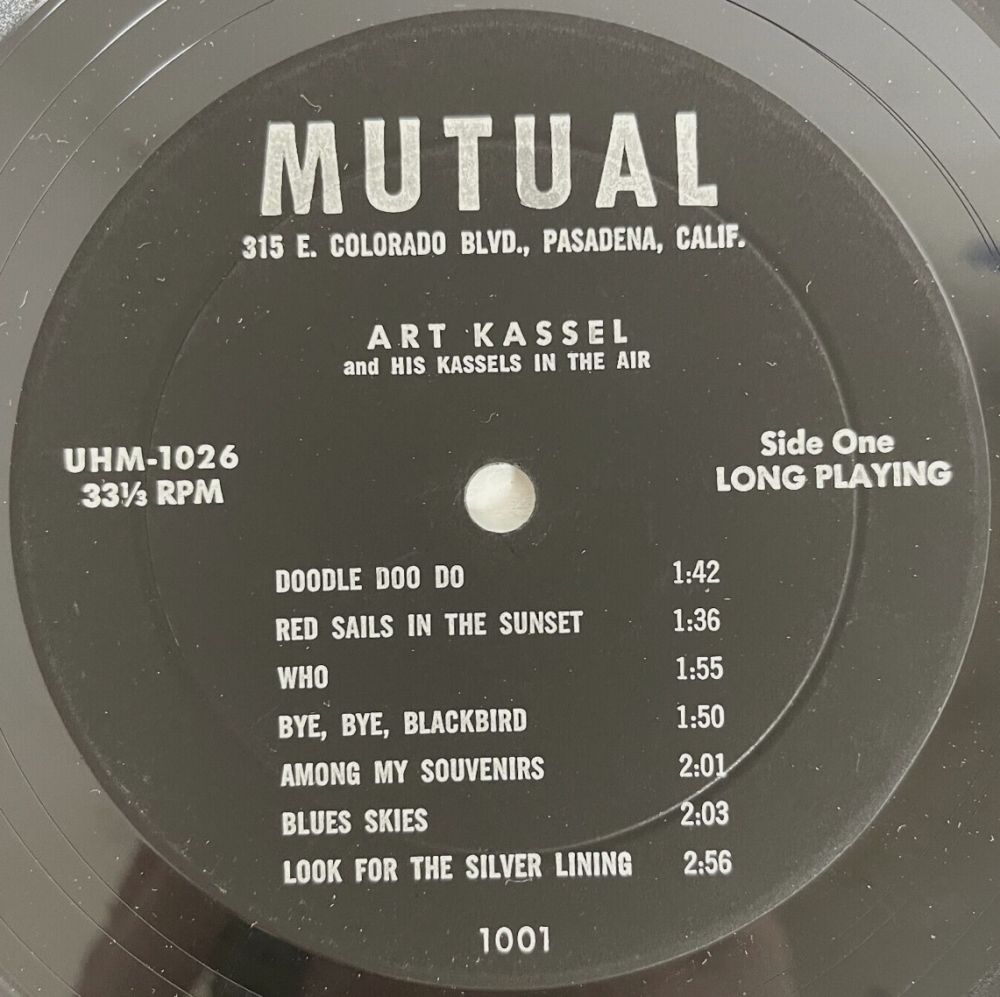 MUTUAL
315 E. COLORADO BLVD., PASADENA, CALIF.
ART KASSEL
and HIS KASSELS IN THE AIR
UHM-1026
33⅓ RPM
Side One
LONG PLAYING
DOODLE DOO DO 1:42
RED SAILS IN THE SUNSET 1:36
WHO 1:55
BYE, BYE, BLACKBIRD 1:50
AMONG MY SOUVENIRS 2:01
BLUES SKIES 2:03
LOOK FOR THE SILVER LINING 2:56
1001